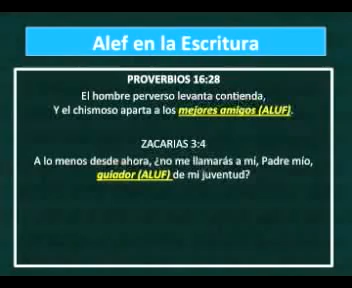 Alef en la Escritura
PROVERBIOS 16:28
El hombre perverso levanta contienda,
Y el chismoso aparta a los mejores amigos (ALUF).
ZACARIAS 3:4
A lo menos desde ahora, ¿no me llamarás a mí, Padre mío,
guiador (ALUF) de mi juventud?